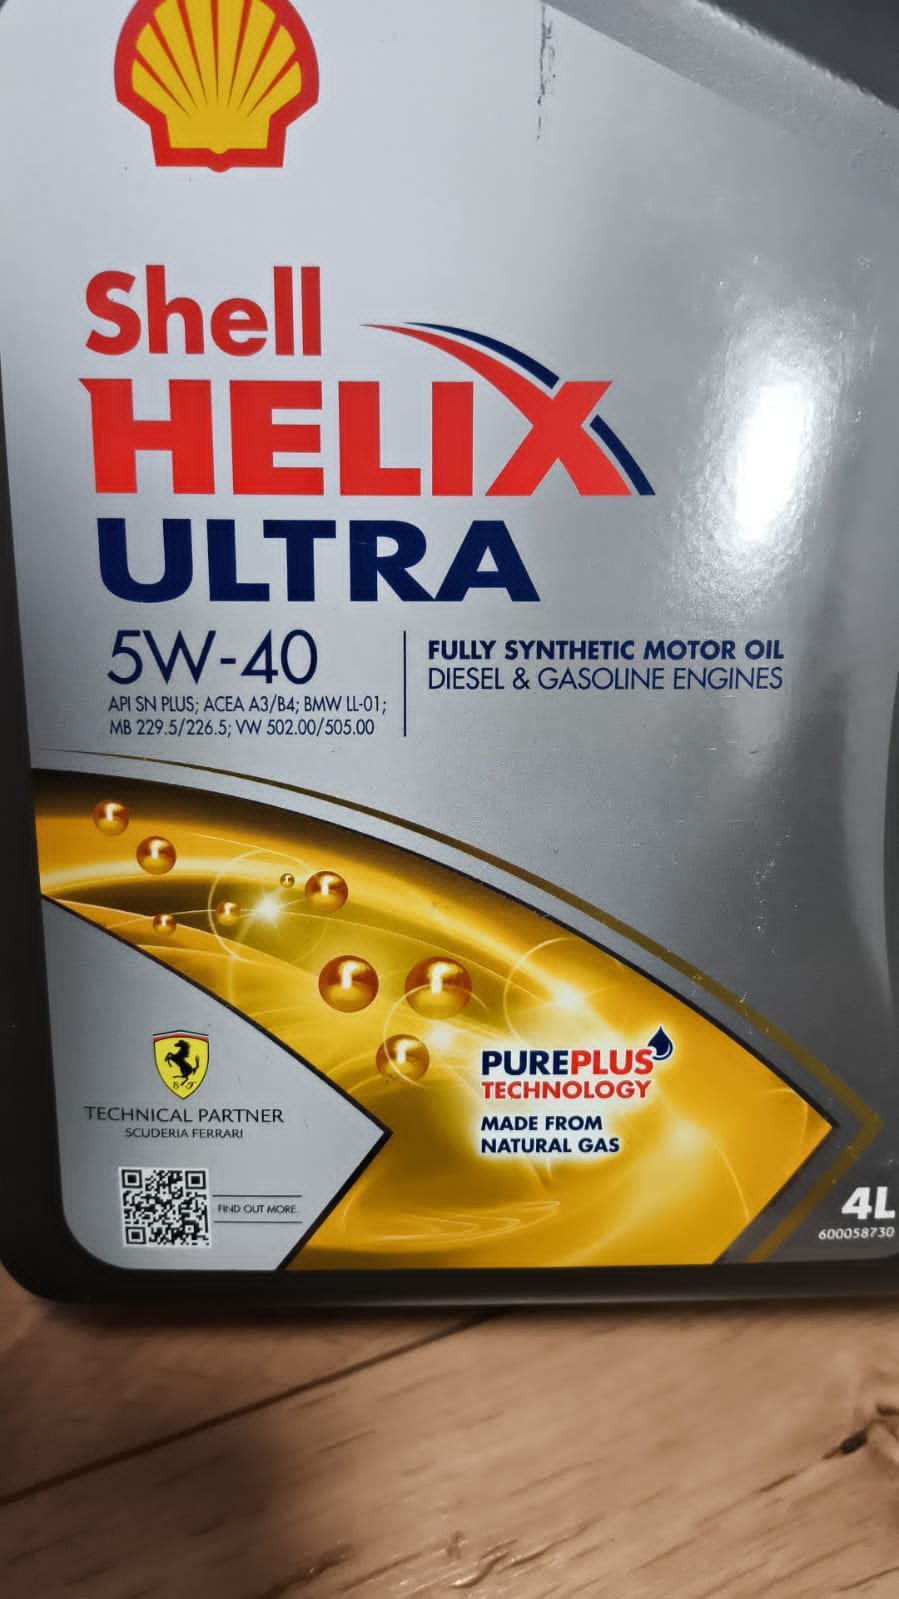 Shell
HELIX
ULTRA
5W-40
API SN PLUS; ACEA A3/B4; BMW LL-01;
MB 229.5/226.5; VW 502.00/505.00
FULLY SYNTHETIC MOTOR OIL
DIESEL & GASOLINE ENGINES
PUREPLUS
TECHNOLOGY
MADE FROM
NATURAL GAS
S F
TECHNICAL PARTNER
SCUDERIA FERRARI
FIND OUT MORE.
4L
600058730